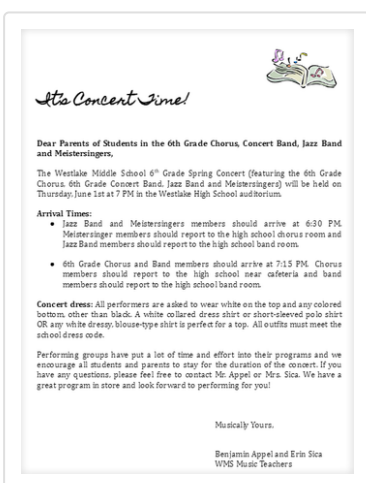 It's Concert Time!
Dear Parents of Students in the 6th Grade Chorus, Concert Band, Jazz Band
and Meistersingers,
The Westlake Middle School 6th Grade Spring Concert (featuring the 6th Grade
Chorus, 6th Grade Concert Band, Jazz Band and Meistersingers) will be held on
Thursday, June 1st at 7 PM in the Westlake High School auditorium.
Arrival Times:
● Jazz Band and Meistersingers members should arrive at 6:30 PM.
Meistersinger members should report to the high school chorus room and
Jazz Band members should report to the high school band room.
● 6th Grade Chorus and Band members should arrive at 7:15 PM. Chorus
members should report to the high school near cafeteria and band
members should report to the high school band room.
Concert dress: All performers are asked to wear white on the top and any colored
bottom, other than black. A white collared dress shirt or short-sleeved polo shirt
OR any white dressy, blouse-type shirt is perfect for a top. All outfits must meet the
school dress code.
Performing groups have put a lot of time and effort into their programs and we
encourage all students and parents to stay for the duration of the concert. If you
have any questions, please feel free to contact Mr. Appel or Mrs. Sica. We have a
great program in store and look forward to performing for you!
Musically Yours,
Benjamin Appel and Erin Sica
WMS Music Teachers